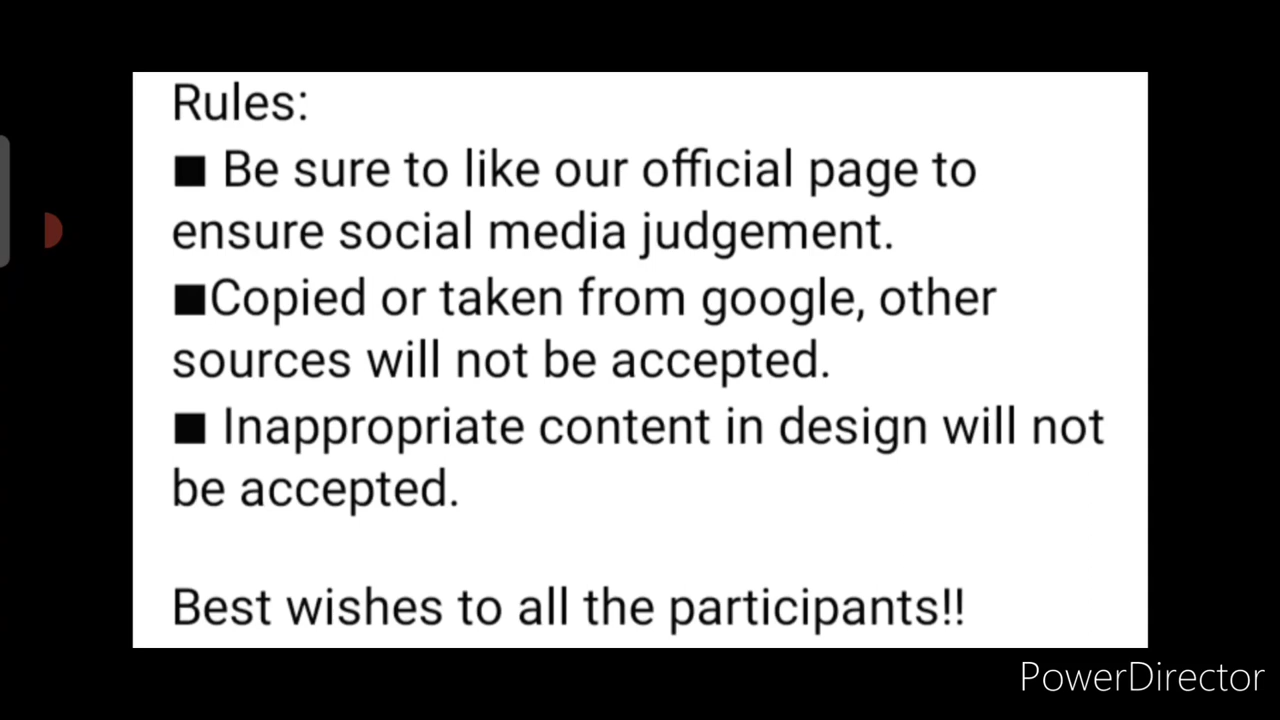 Rules:
■ Be sure to like our official page to
ensure social media judgement.
■Copied or taken from google, other
sources will not be accepted.
■ Inappropriate content in design will not
be accepted.
Best wishes to all the participants!!
PowerDirector